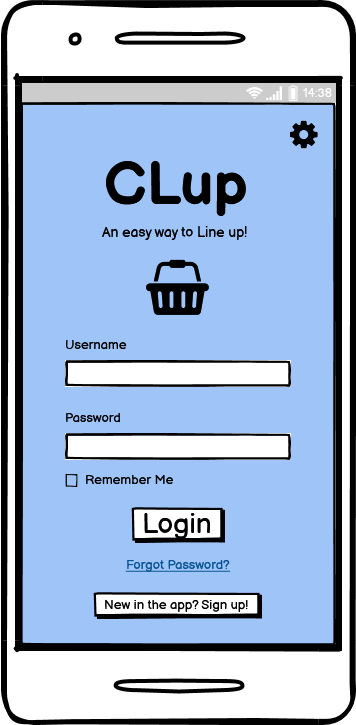 14:38
CLup
An easy way to Line up!
Username
Password
Remember Me
Login
Forgot Password?
New in the app? Sign up!